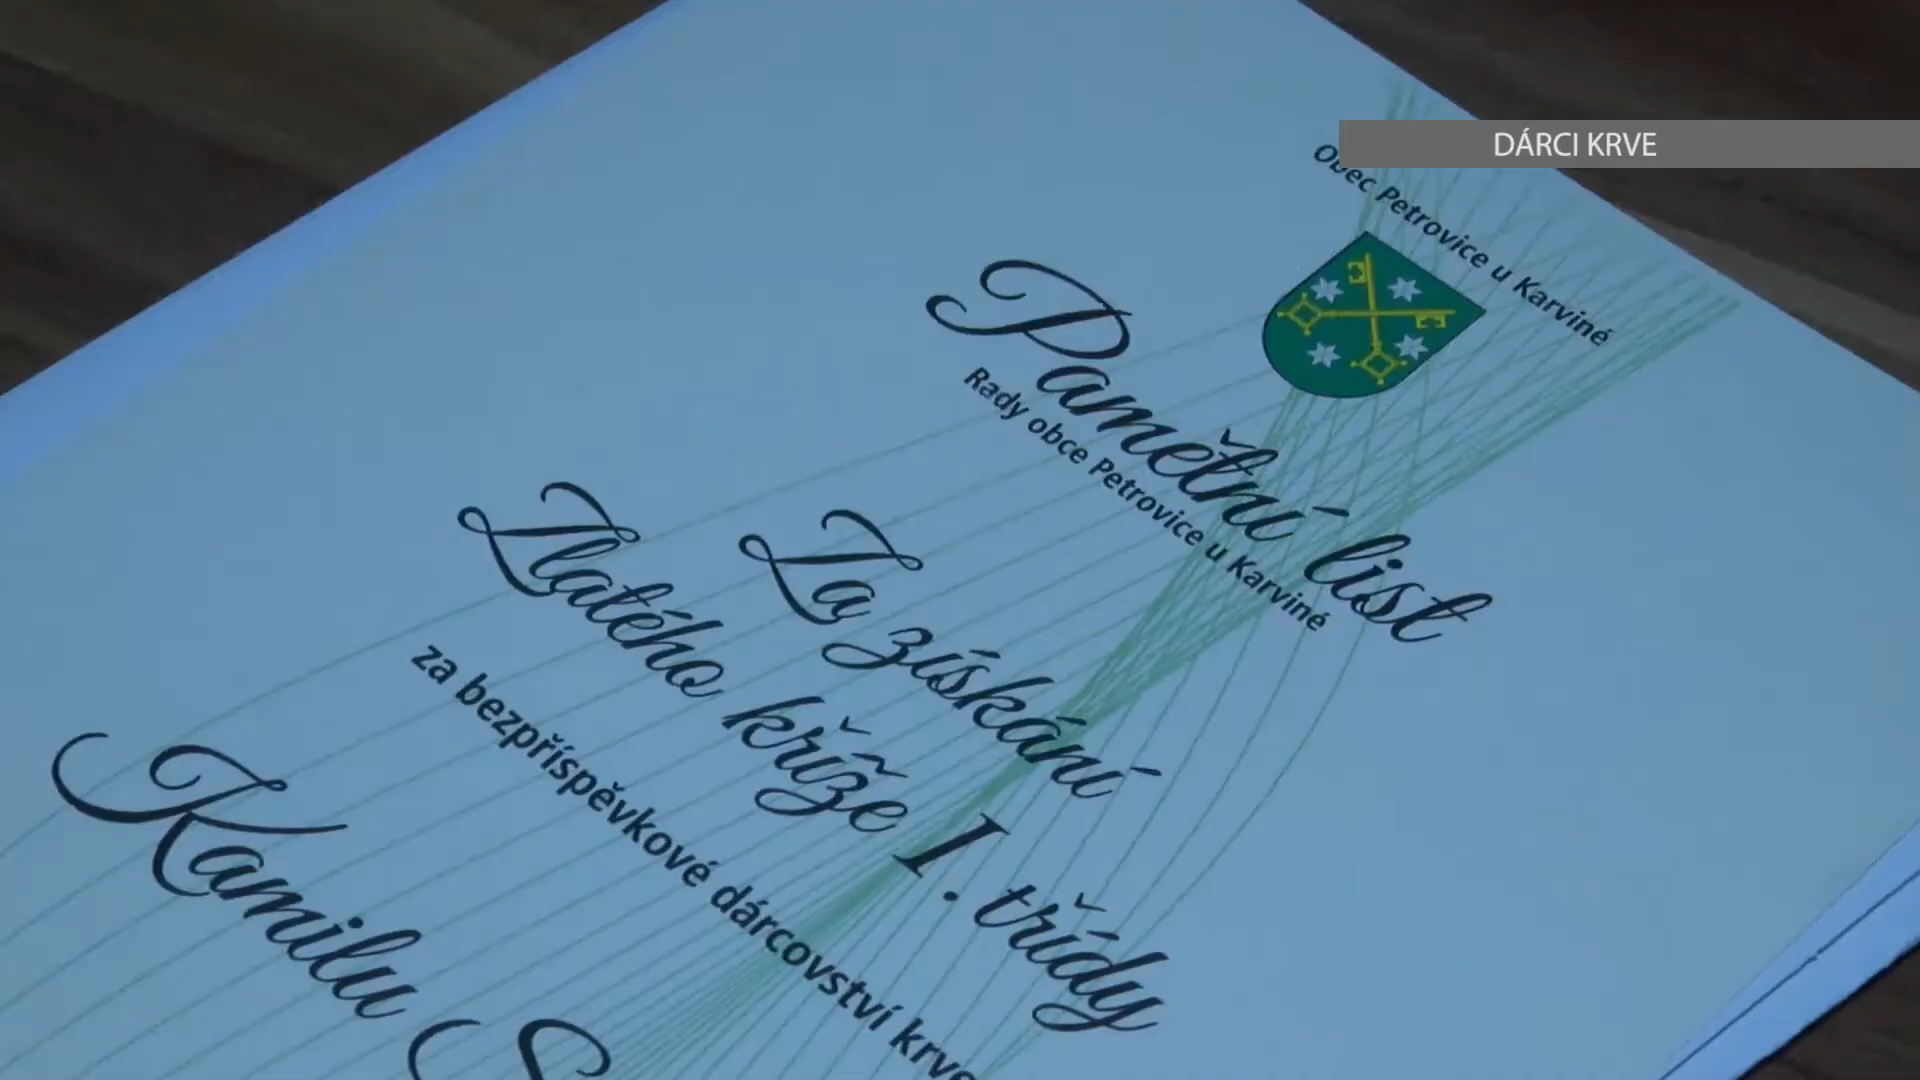 DÁRCI KRVE
Obec Petrovice u Karviné
Pamětní list
Rady obce Petrovice u Karviné
Za získání
Zlatého kříže I. třídy
za bezpříspěvkové dárcovství krve
Kamilu